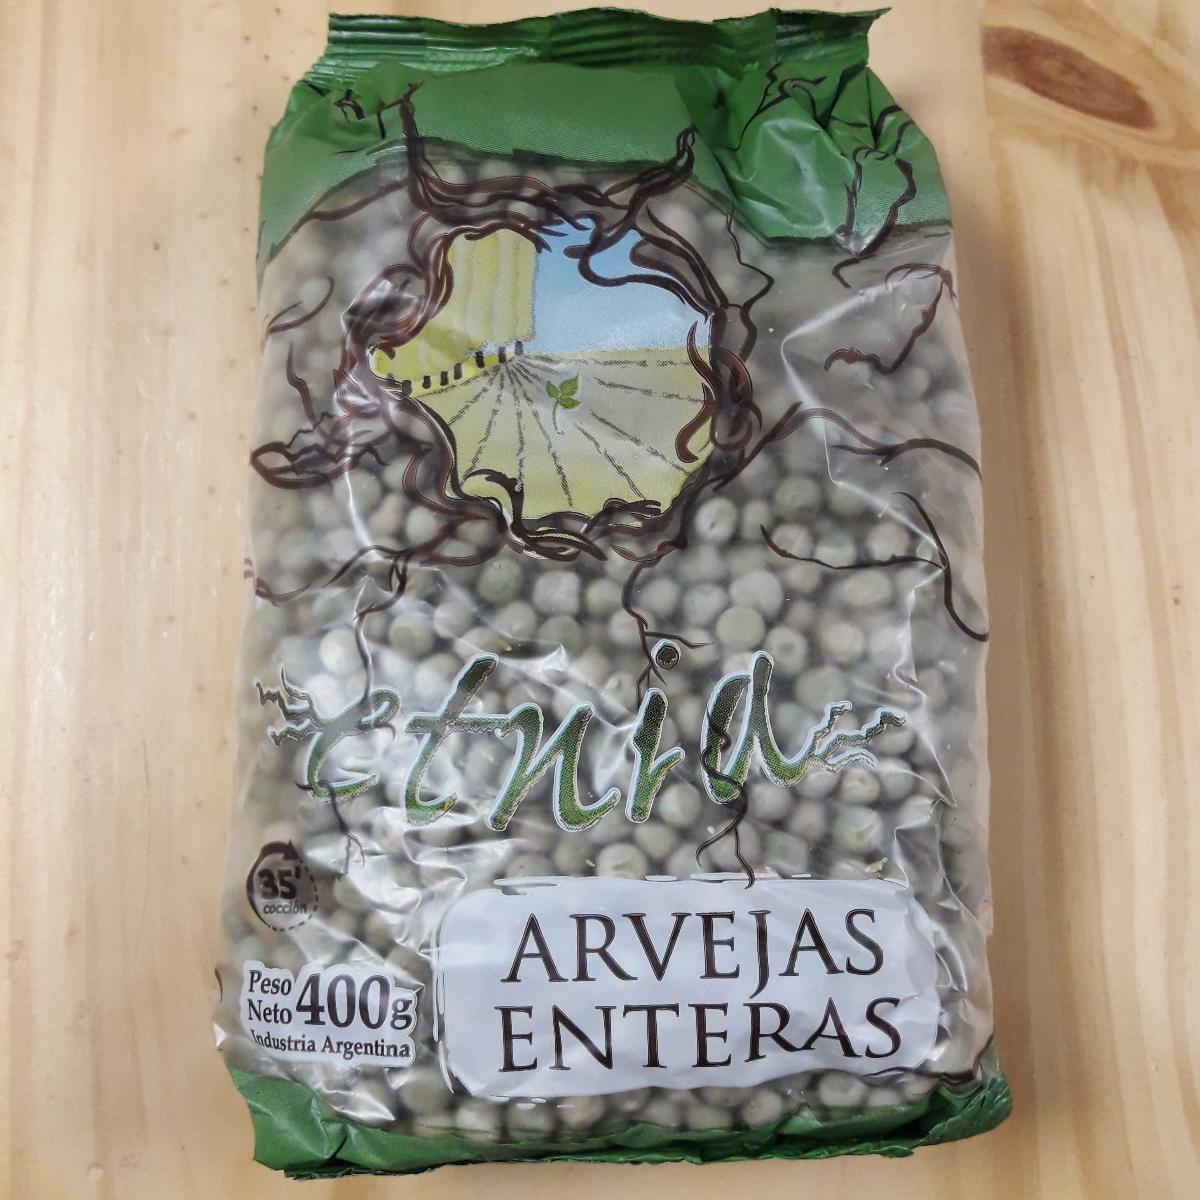 etnia
35'
cocción
Peso
Neto 400g
Industria Argentina
ARVEJAS
ENTERAS